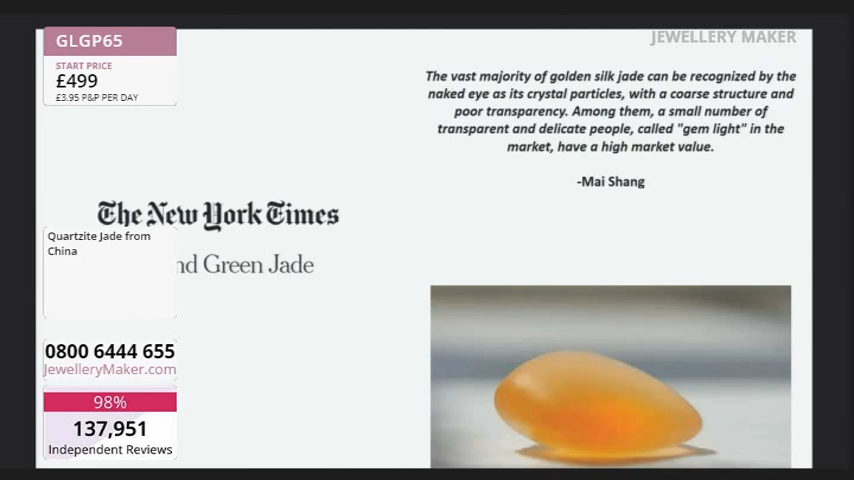 GLGP65
START PRICE
£499
£3.95 P&P PER DAY
JEWELLERY MAKER
The vast majority of golden silk jade can be recognized by the
naked eye as its crystal particles, with a coarse structure and
poor transparency. Among them, a small number of
transparent and delicate people, called "gem light" in the
market, have a high market value.
-Mai Shang
The New York Times
Quartzite Jade from
China
nd Green Jade
0800 6444 655
JewelleryMaker.com
98%
137,951
Independent Reviews